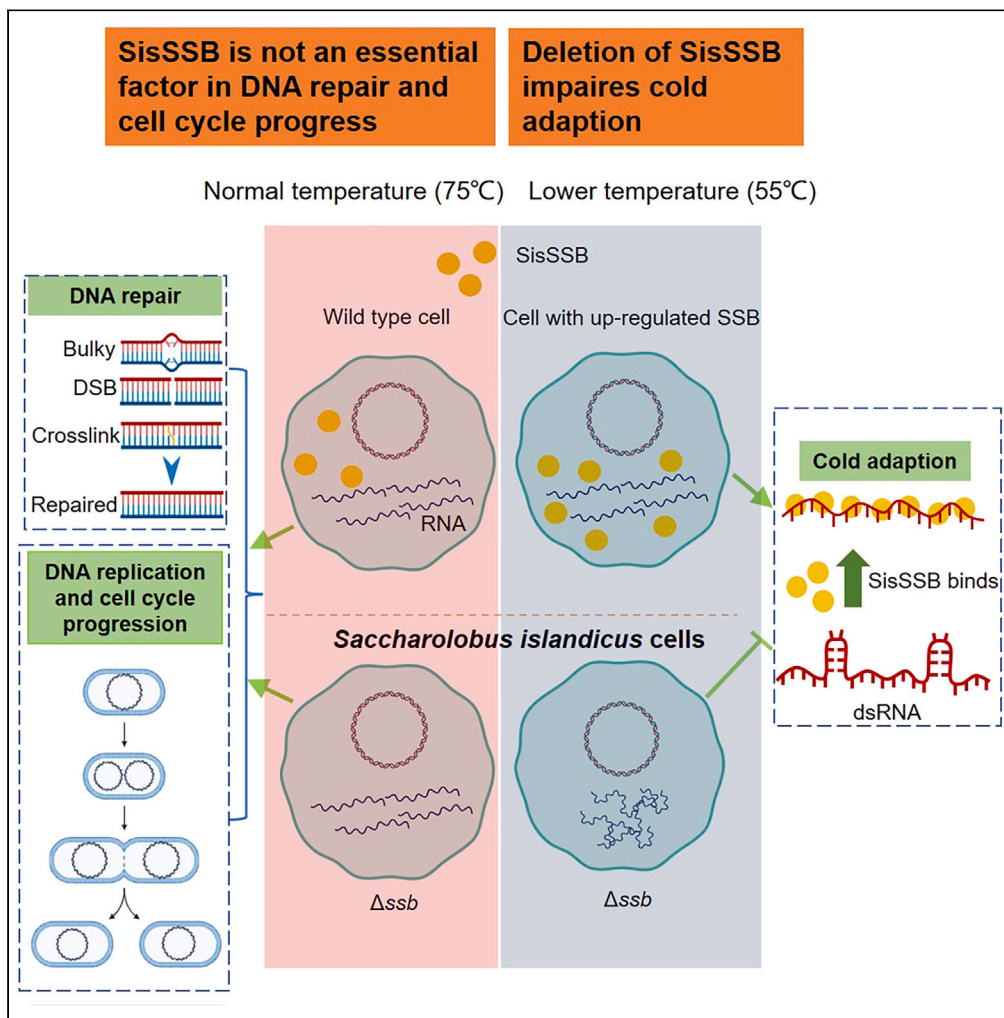 SisSSB is not an essential
factor in DNA repair and
cell cycle progress
Deletion of SisSSB
impaires cold
adaption
Normal temperature (75℃)
Lower temperature (55℃)
SisSSB
DNA repair
Bulky
DSB
Crosslink
Repaired
Wild type cell
RNA
Cell with up-regulated SSB
Cold adaption
SisSSB binds
dsRNA
DNA replication
and cell cycle
progression
Saccharolobus islandicus cells
Δssb
Δssb